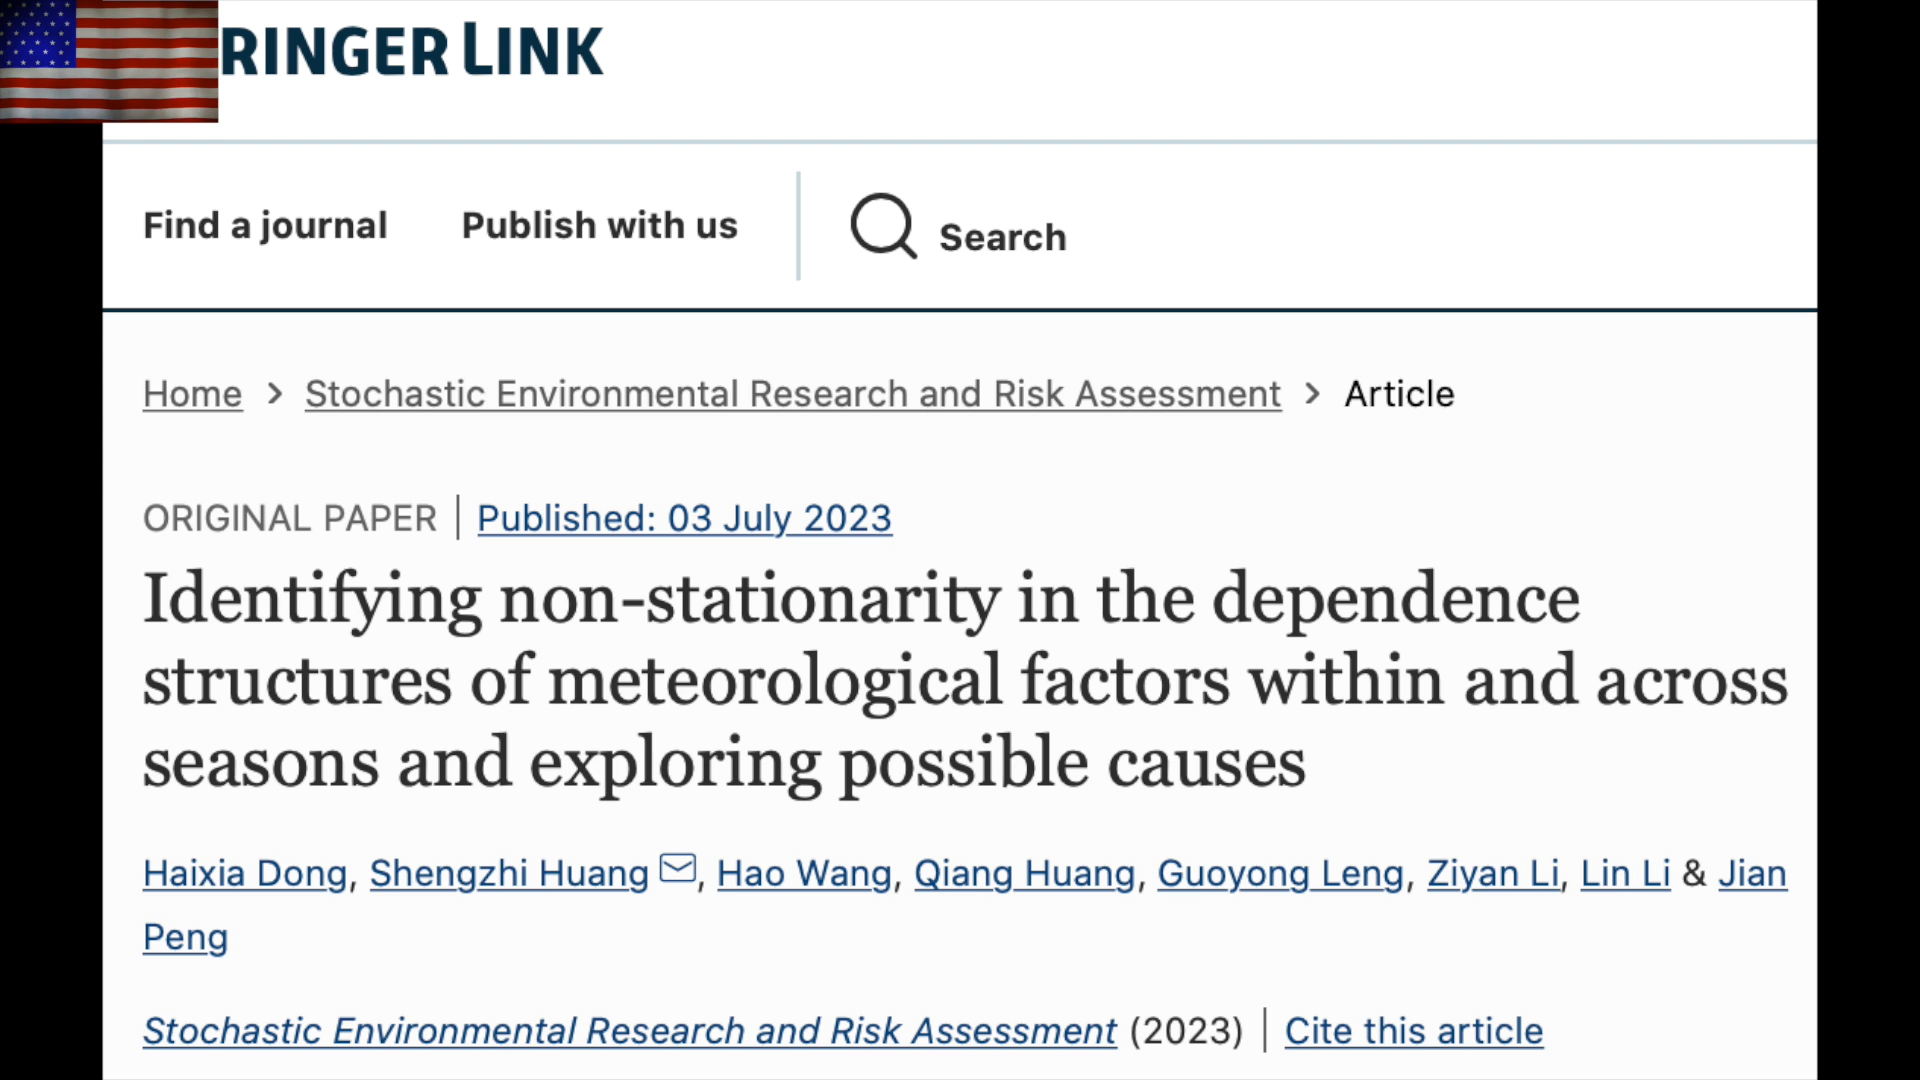 RINGER LINK
Find a journal Publish with us Search
Home > Stochastic Environmental Research and Risk Assessment > Article
ORIGINAL PAPER | Published: 03 July 2023
Identifying non-stationarity in the dependence
structures of meteorological factors within and across
seasons and exploring possible causes
Haixia Dong, Shengzhi Huang, Hao Wang, Qiang Huang, Guoyong Leng, Ziyan Li, Lin Li & Jian
Peng
Stochastic Environmental Research and Risk Assessment (2023) | Cite this article